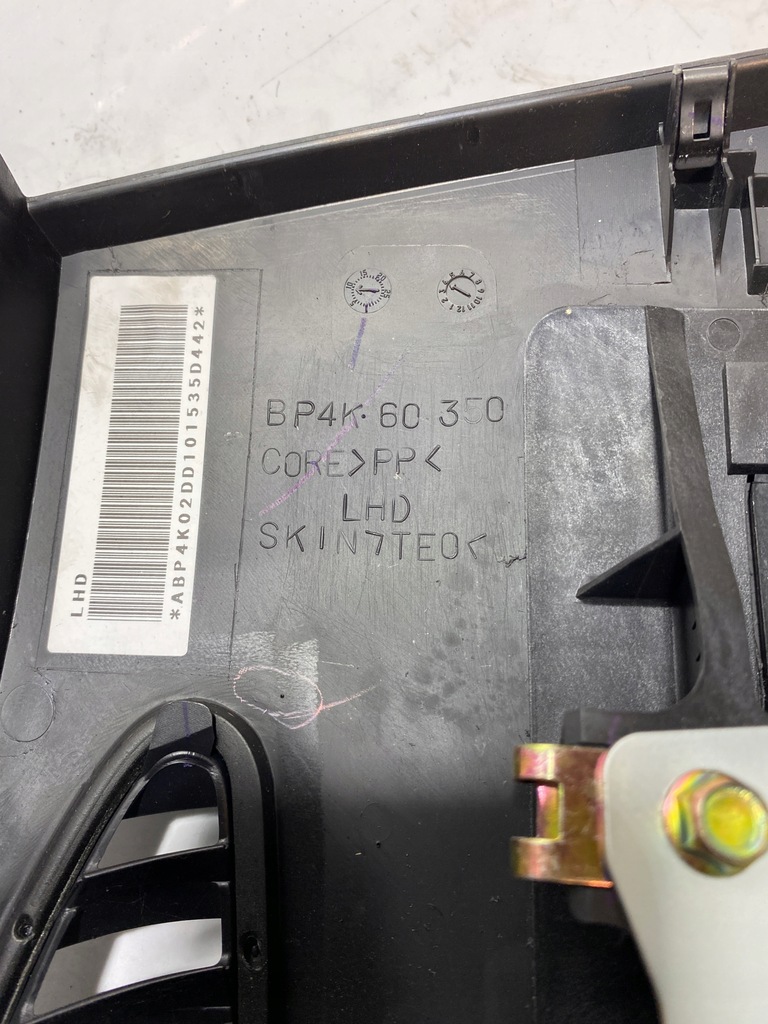 BP4K·60 350
CORE>PP<
LHD
SKIN>TEO<
LHD
*ABP4K02DD101535D442*